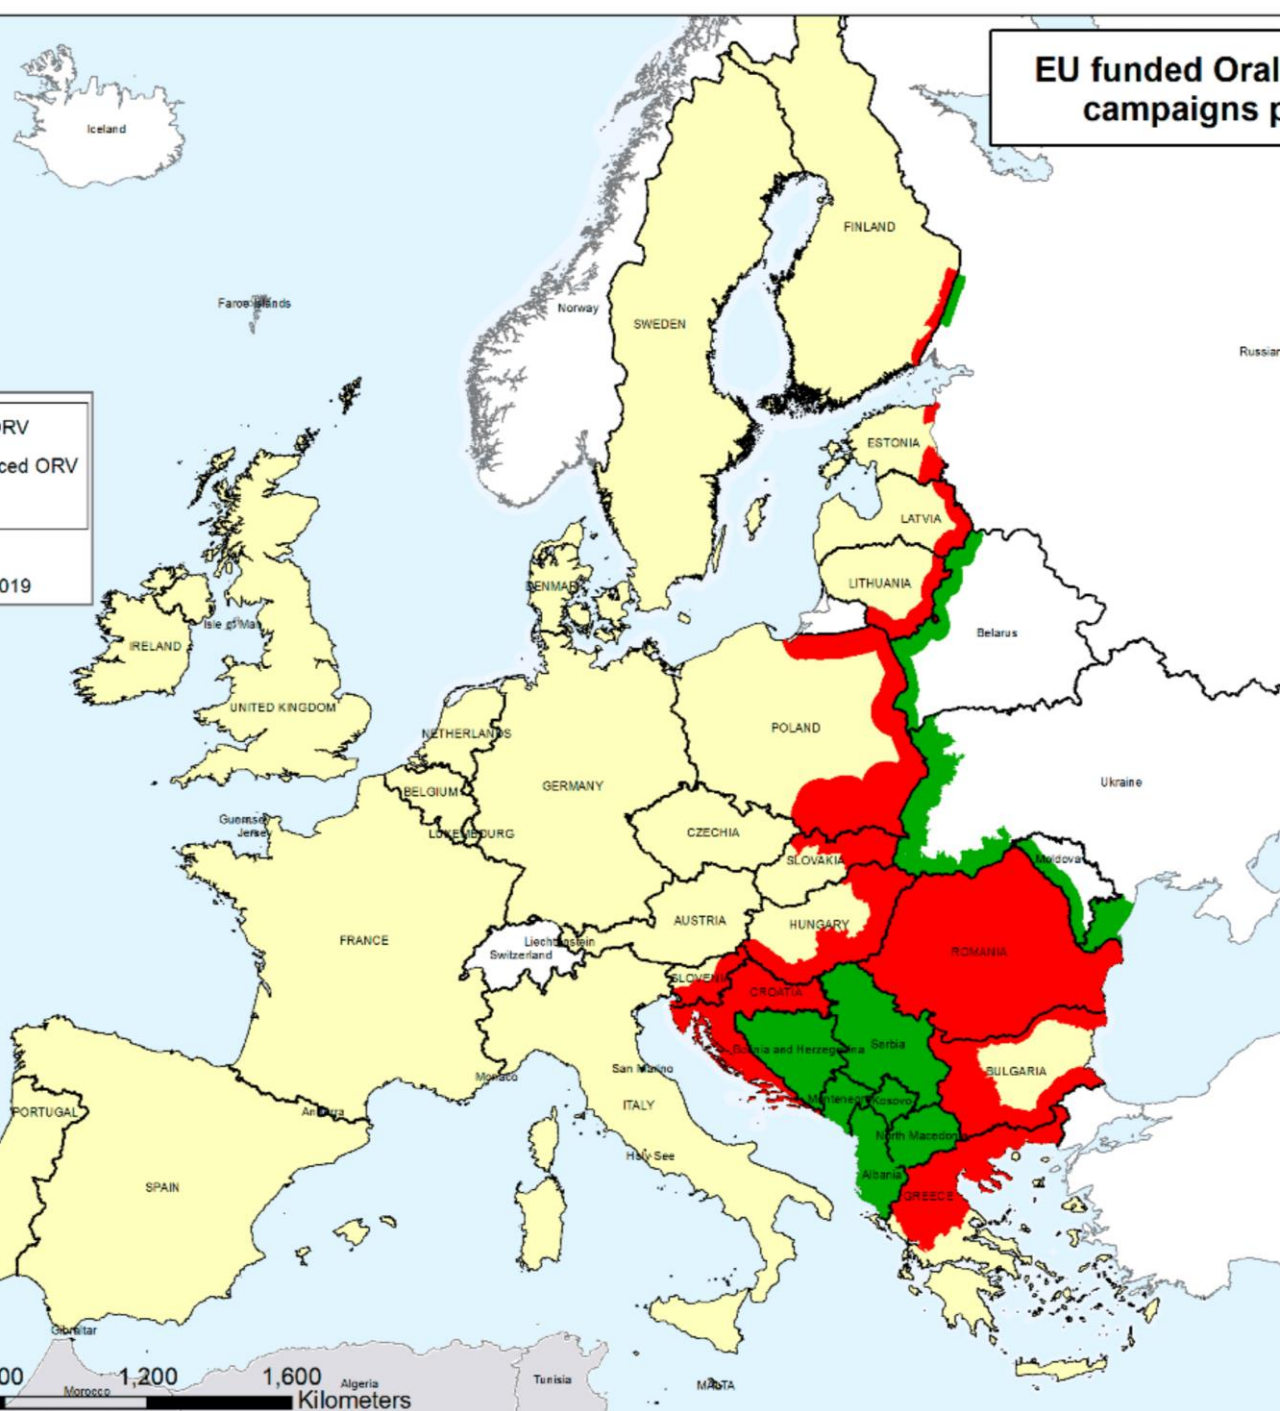 EU funded Oral
campaigns p
Iceland
FINLAND
Faroe Islands
Norway
SWEDEN
Russian
RV
ced ORV
ESTONIA
LATVIA
019
DENMARK
LITHUANIA
Isle of Man
IRELAND
Belarus
UNITED KINGDOM
NETHERLANDS
POLAND
GERMANY
Ukraine
BELGIUM
Guernsey
Jersey
LUXEMBOURG
CZECHIA
SLOVAKIA
Moldova
AUSTRIA
HUNGARY
FRANCE
Liechtenstein
Switzerland
ROMANIA
SLOVENIA
CROATIA
Bosnia and Herzegovina
Serbia
San Marino
Monaco
BULGARIA
PORTUGAL
Andorra
ITALY
Montenegro
Kosovo
North Macedonia
Holy See
SPAIN
Albania
GREECE
Gibraltar
00
1,200
1,600
Kilometers
Morocco
Algeria
Tunisia
MALTA